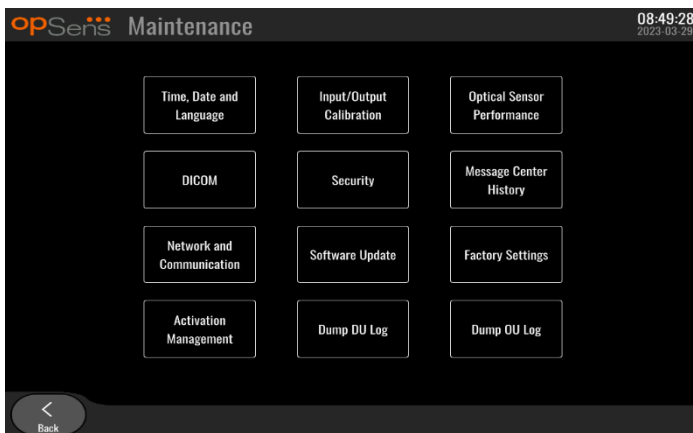 opSens Maintenance 08:49:28
2023-03-29
Time, Date and
Language
Input/Output
Calibration
Optical Sensor
Performance
DICOM
Security
Message Center
History
Network and
Communication
Software Update
Factory Settings
Activation
Management
Dump DU Log
Dump OU Log
Back